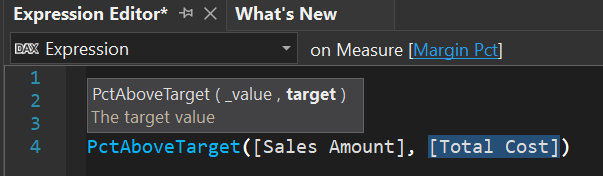 Expression Editor* What's New
DAX Expression on Measure [Margin Pct]
1
2
PctAboveTarget ( _value , target )
3
The target value
4 PctAboveTarget([Sales Amount], [Total Cost])